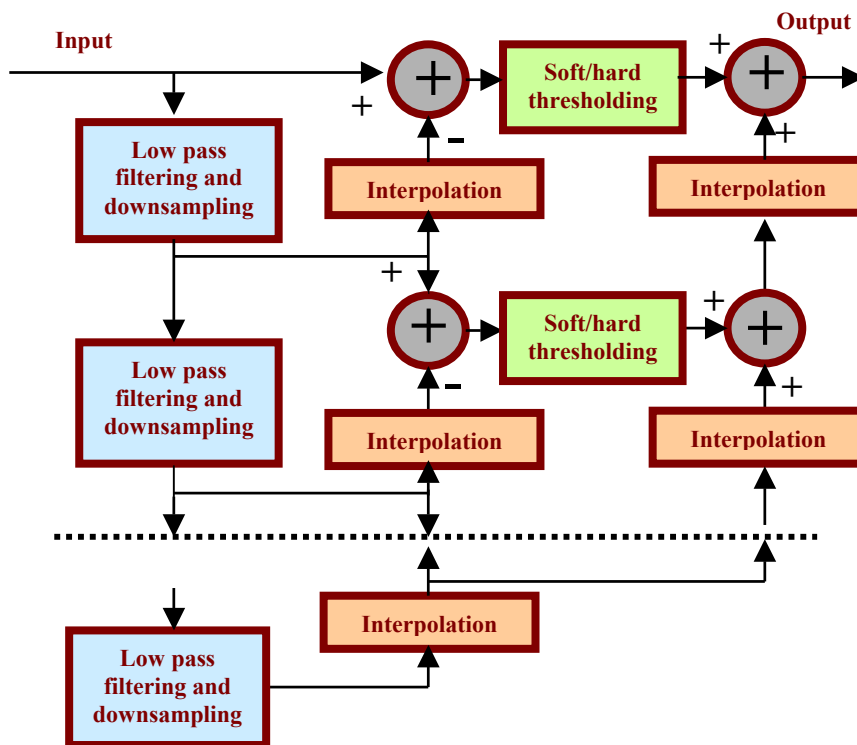 Input
Output
+
+
+
+
Soft/hard
thresholding
+
Low pass
filtering and
downsampling
-
+
Interpolation
Interpolation
+
+
+
+
Soft/hard
thresholding
Low pass
filtering and
downsampling
-
+
Interpolation
Interpolation
Interpolation
Low pass
filtering and
downsampling